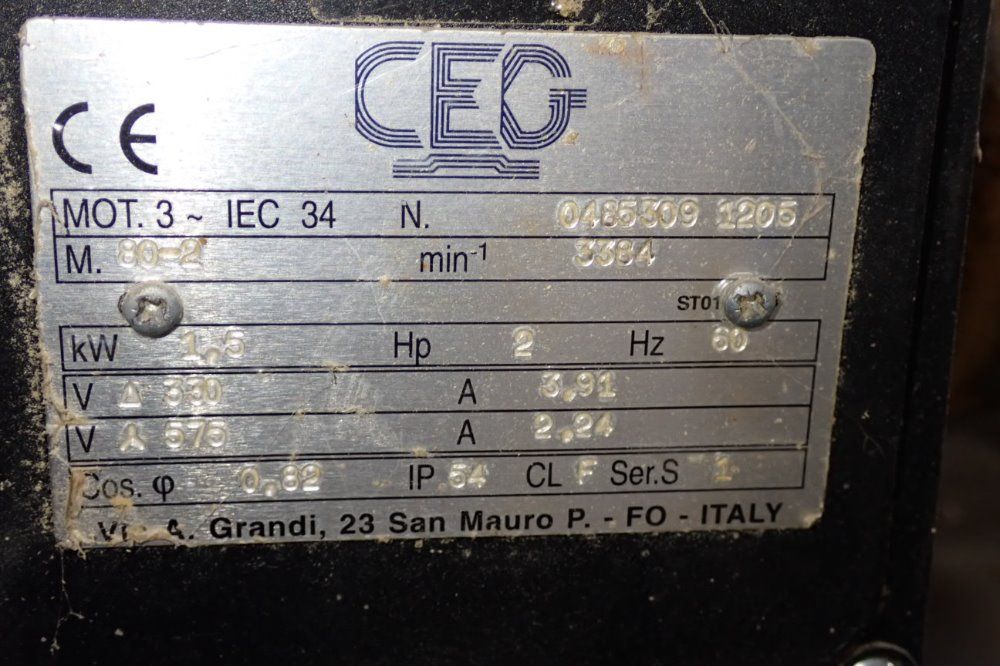 CEG
CE
MOT. 3 ~ IEC 34 N. 0485309 1205
M. 80-2 min-1 3384
ST01
kW 1,5 Hp 2 Hz 60
V Δ 330 A 3,91
V Y 575 A 2,24
Cos. φ 0,82 IP 54 CL F Ser.S 1
A. Grandi, 23 San Mauro P. - FO - ITALY